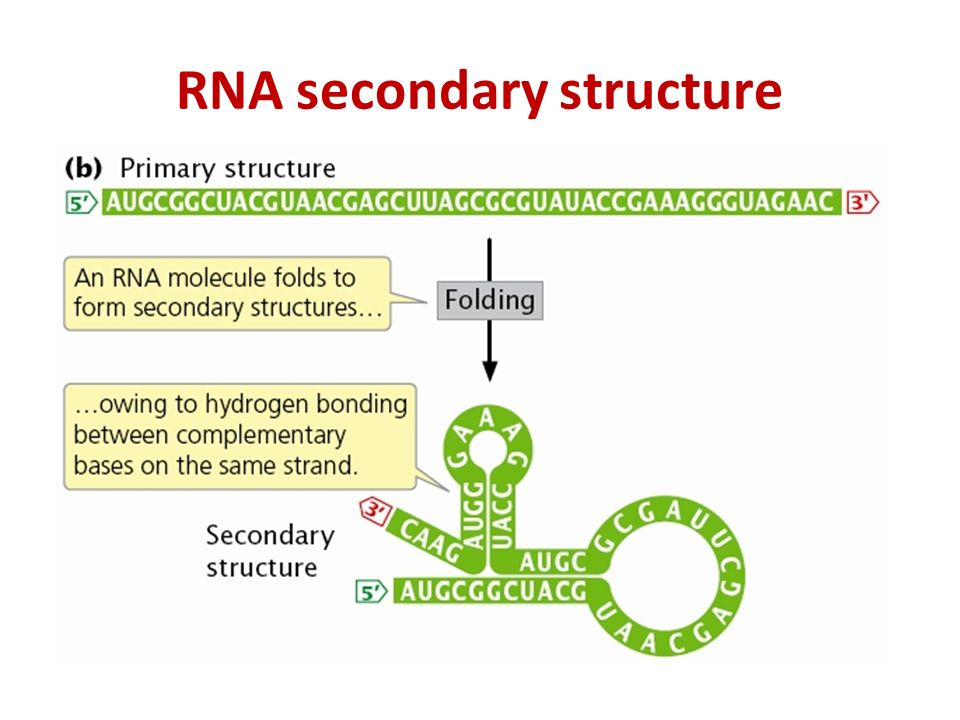 RNA secondary structure
(b) Primary structure
5′ AUGCGGCUACGUAACGAGCUUAGCGCGUAUACCGAAAGGGUAGAAC 3'
An RNA molecule folds to
form secondary structures…
Folding
…owing to hydrogen bonding
between complementary
bases on the same strand.
GAAAG
AUGG
UACC
3′ CAAG
Secondary
structure
AUGC
GCGAUUCG
5′ AUGCGGCUACG
UAACGAG